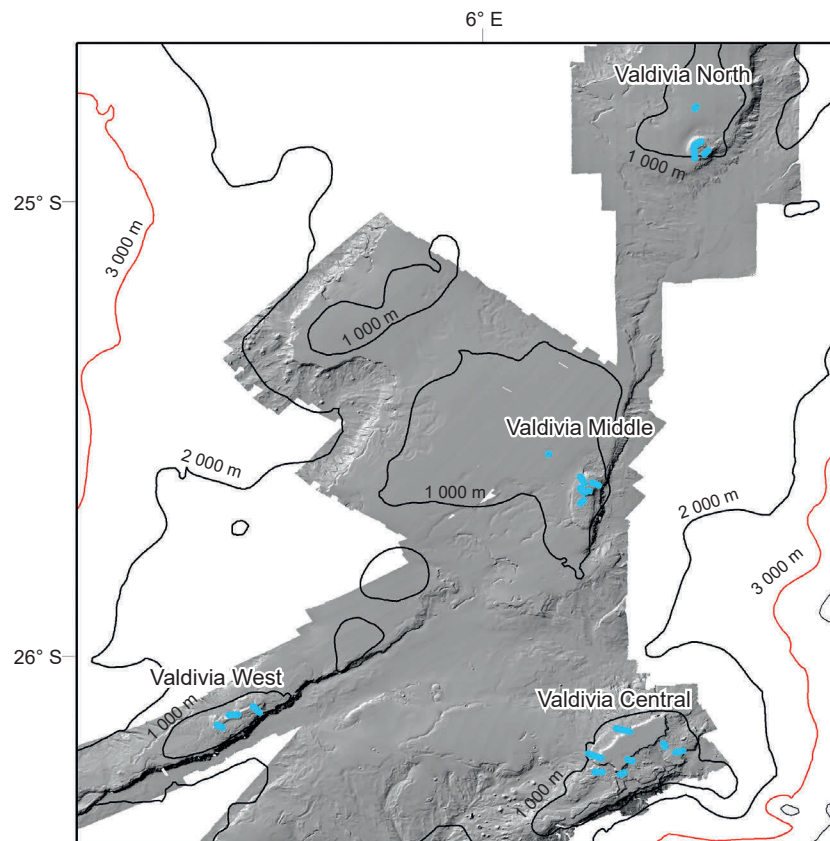 6° E
Valdivia North
1 000 m
25° S
3 000 m
1 000 m
Valdivia Middle
2 000 m
1 000 m
2 000 m
3 000 m
26° S
Valdivia West
Valdivia Central
1 000 m
1 000 m